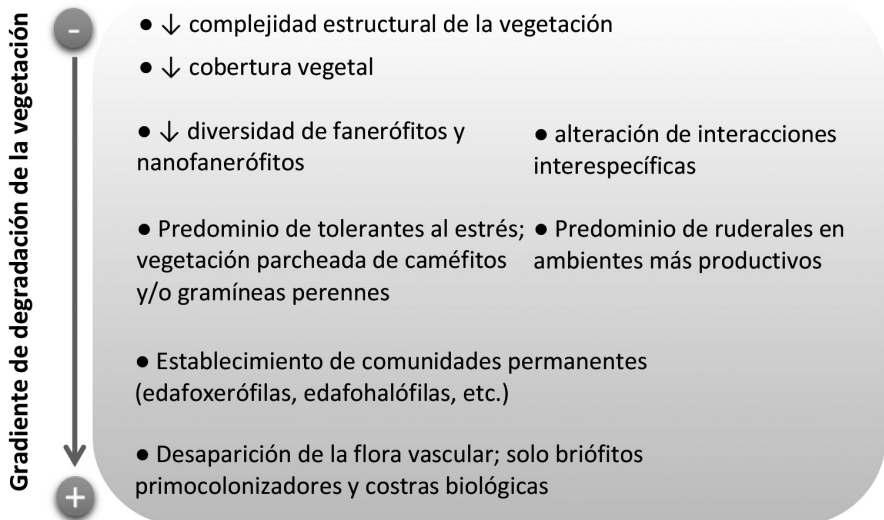 Gradiente de degradación de la vegetación
-
● ↓ complejidad estructural de la vegetación
● ↓ cobertura vegetal
● ↓ diversidad de fanerófitos y
nanofanerófitos
● alteración de interacciones
interespecíficas
● Predominio de tolerantes al estrés;
vegetación parcheada de caméfitos
y/o gramíneas perennes
● Predominio de ruderales en
ambientes más productivos
● Establecimiento de comunidades permanentes
(edafoxerófilas, edafohalófilas, etc.)
● Desaparición de la flora vascular; solo briófitos
primocolonizadores y costras biológicas
+